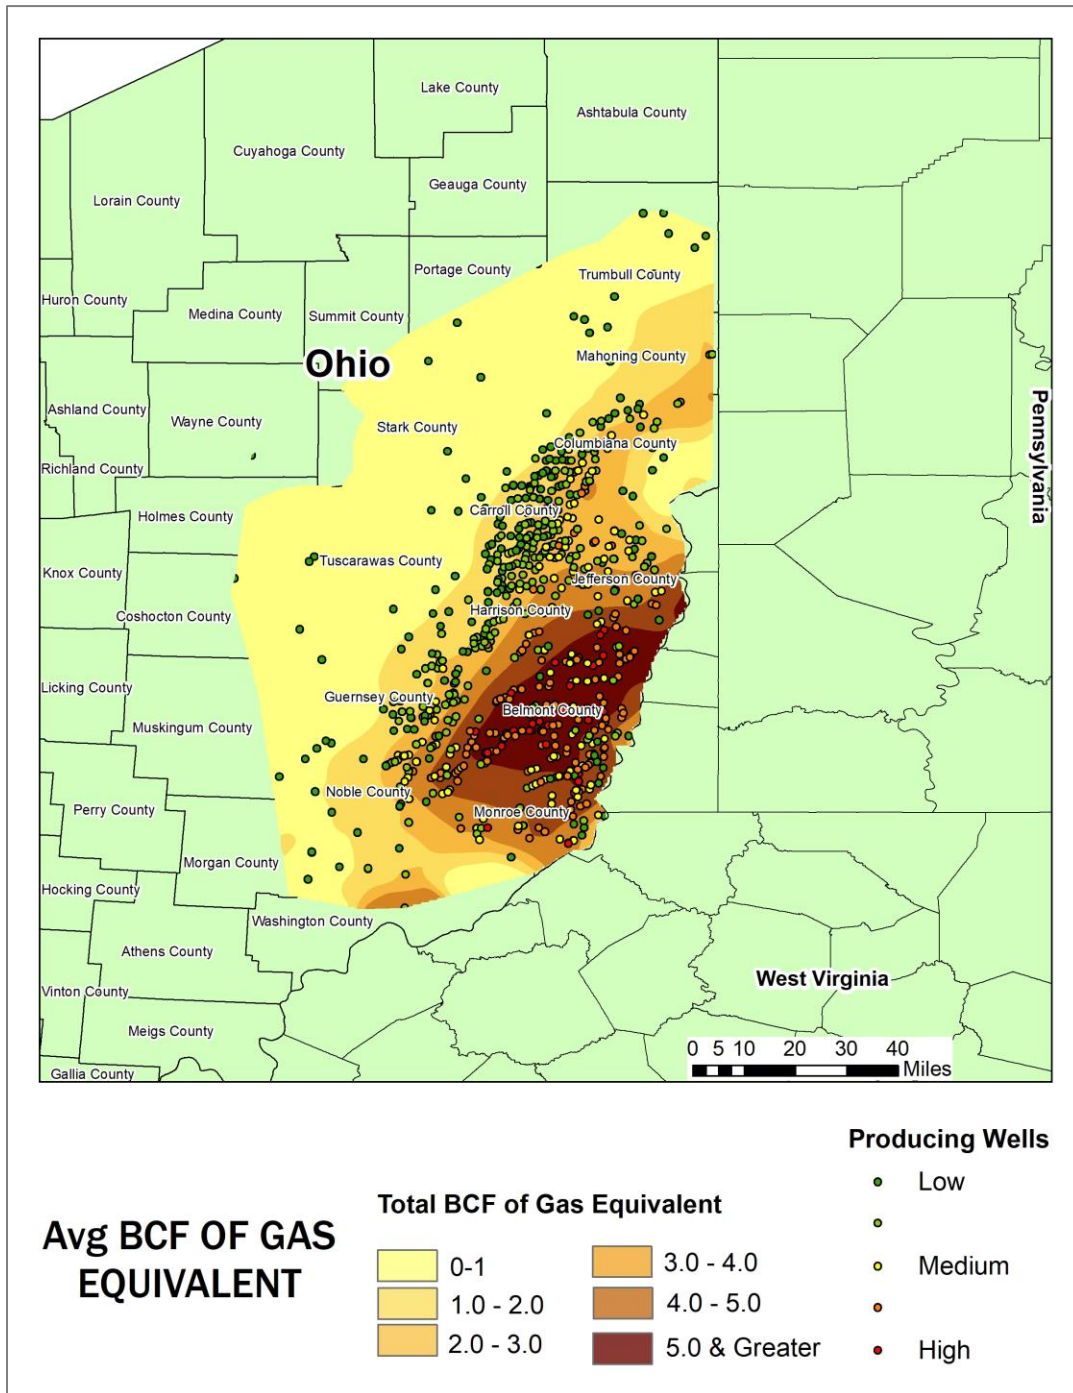 Lake County
Ashtabula County
Cuyahoga County
Geauga County
Lorain County
Portage County
Trumbull County
Huron County
Medina County
Summit County
Ohio
Mahoning County
Ashland County
Wayne County
Stark County
Columbiana County
Pennsylvania
Richland County
Holmes County
Carroll County
Tuscarawas County
Knox County
Jefferson County
Coshocton County
Harrison County
Licking County
Guernsey County
Belmont County
Muskingum County
Noble County
Perry County
Monroe County
Morgan County
Hocking County
Washington County
Athens County
West Virginia
Vinton County
Meigs County
Gallia County
0 5 10 20 30 40
Miles
Avg BCF OF GAS
EQUIVALENT
Total BCF of Gas Equivalent
0-1
1.0 - 2.0
2.0 - 3.0
3.0 - 4.0
4.0 - 5.0
5.0 & Greater
Producing Wells
Low
Medium
High